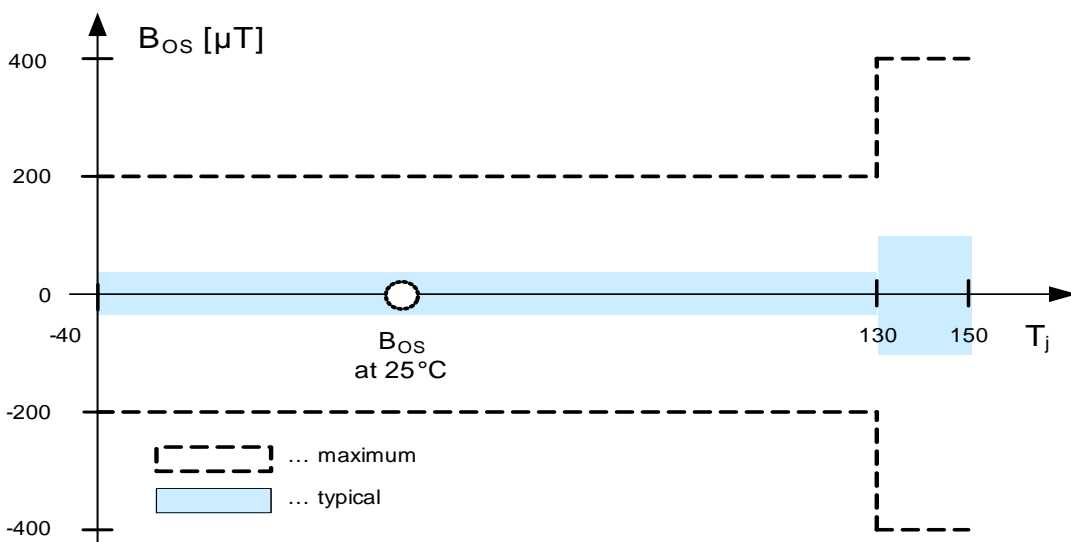 B_OS [µT]
400
200
0
-40
130
150
T_j
B_OS
at 25°C
-200
... maximum
... typical
-400